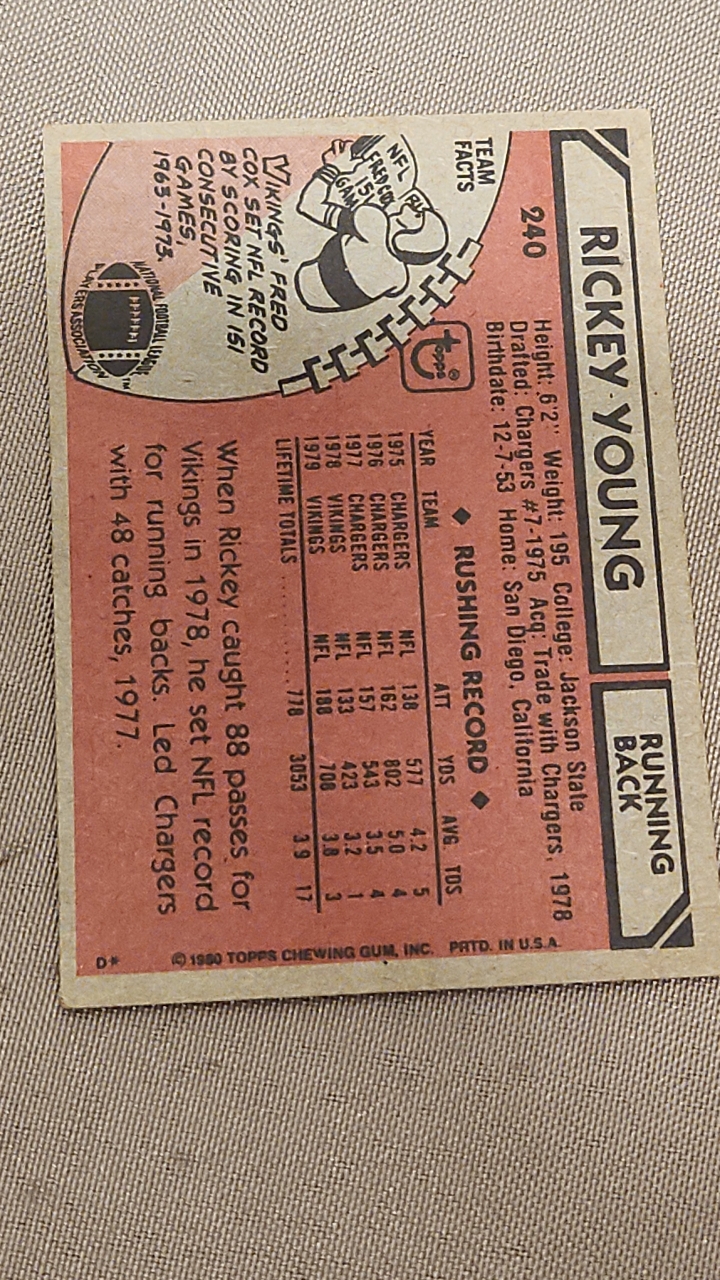 RICKEY YOUNG
RUNNING
BACK
240
Height: 6'2" Weight: 195 College: Jackson State
Drafted: Chargers #7-1975 Acq: Trade with Chargers, 1978
Birthdate: 12-7-53 Home: San Diego, California
topps®
TEAM
FACTS
NFL
FRED COX
151
VIKINGS' FRED
COX SET NFL RECORD
BY SCORING IN 151
CONSECUTIVE
GAMES,
1963-1973.
NATIONAL FOOTBALL LEAGUE
PLAYERS ASSOCIATION
TM
◆ RUSHING RECORD ◆
YEAR TEAM ATT YDS AVG. TDS
1975 CHARGERS NFL 138 577 4.2 5
1976 CHARGERS NFL 162 802 5.0 4
1977 CHARGERS NFL 157 543 3.5 4
1978 VIKINGS NFL 133 423 3.2 1
1979 VIKINGS NFL 188 708 3.8 3
LIFETIME TOTALS ........ 778 3053 3.9 17
When Rickey caught 88 passes for
Vikings in 1978, he set NFL record
for running backs. Led Chargers
with 48 catches, 1977.
D* © 1980 TOPPS CHEWING GUM, INC. PRTD. IN U.S.A.